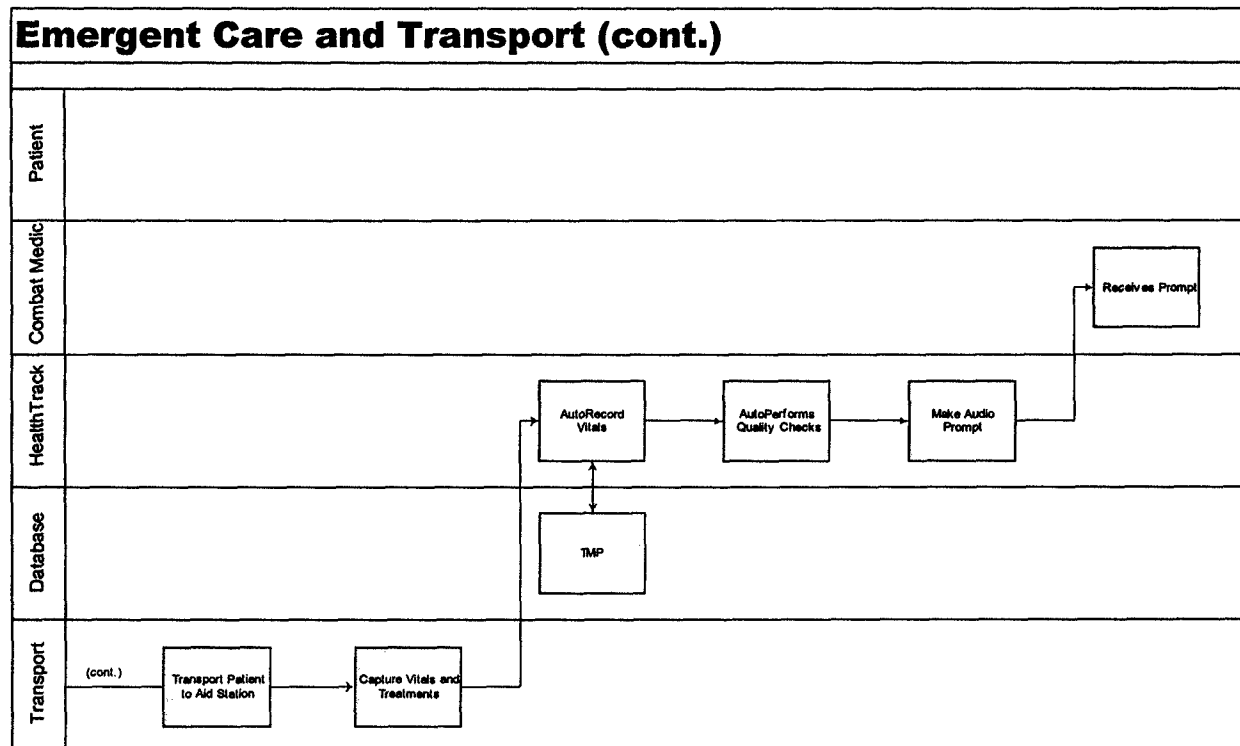 Emergent Care and Transport (cont.)
Patient
Combat Medic
Receives Prompt
HealthTrack
AutoRecord
Vitals
AutoPerforms
Quality Checks
Make Audio
Prompt
Database
TMP
Transport
(cont.)
Transport Patient
to Aid Station
Capture Vitals and
Treatments